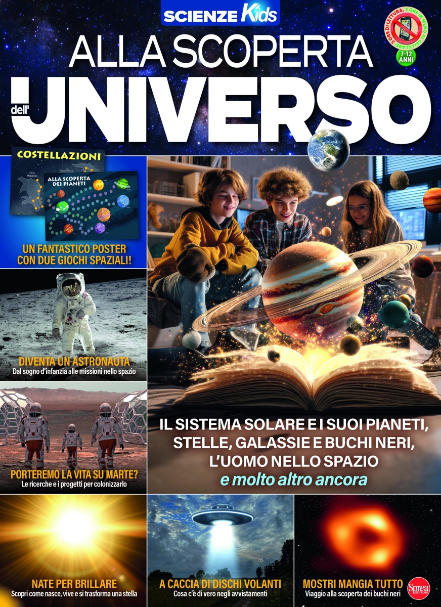 SCIENZE Kids
ALLA SCOPERTA
dell'UNIVERSO
7-12
ANNI
COSTELLAZIONI
ALLA SCOPERTA
DEI PIANETI
UN FANTASTICO POSTER
CON DUE GIOCHI SPAZIALI!
DIVENTA UN ASTRONAUTA
Dal sogno d'infanzia alle missioni nello spazio
PORTEREMO LA VITA SU MARTE?
Le ricerche e i progetti per colonizzarlo
IL SISTEMA SOLARE E I SUOI PIANETI,
STELLE, GALASSIE E BUCHI NERI,
L'UOMO NELLO SPAZIO
e molto altro ancora
NATE PER BRILLARE
Scopri come nasce, vive e si trasforma una stella
A CACCIA DI DISCHI VOLANTI
Cosa c'è di vero negli avvistamenti
MOSTRI MANGIA TUTTO
Viaggio alla scoperta dei buchi neri
Sprea